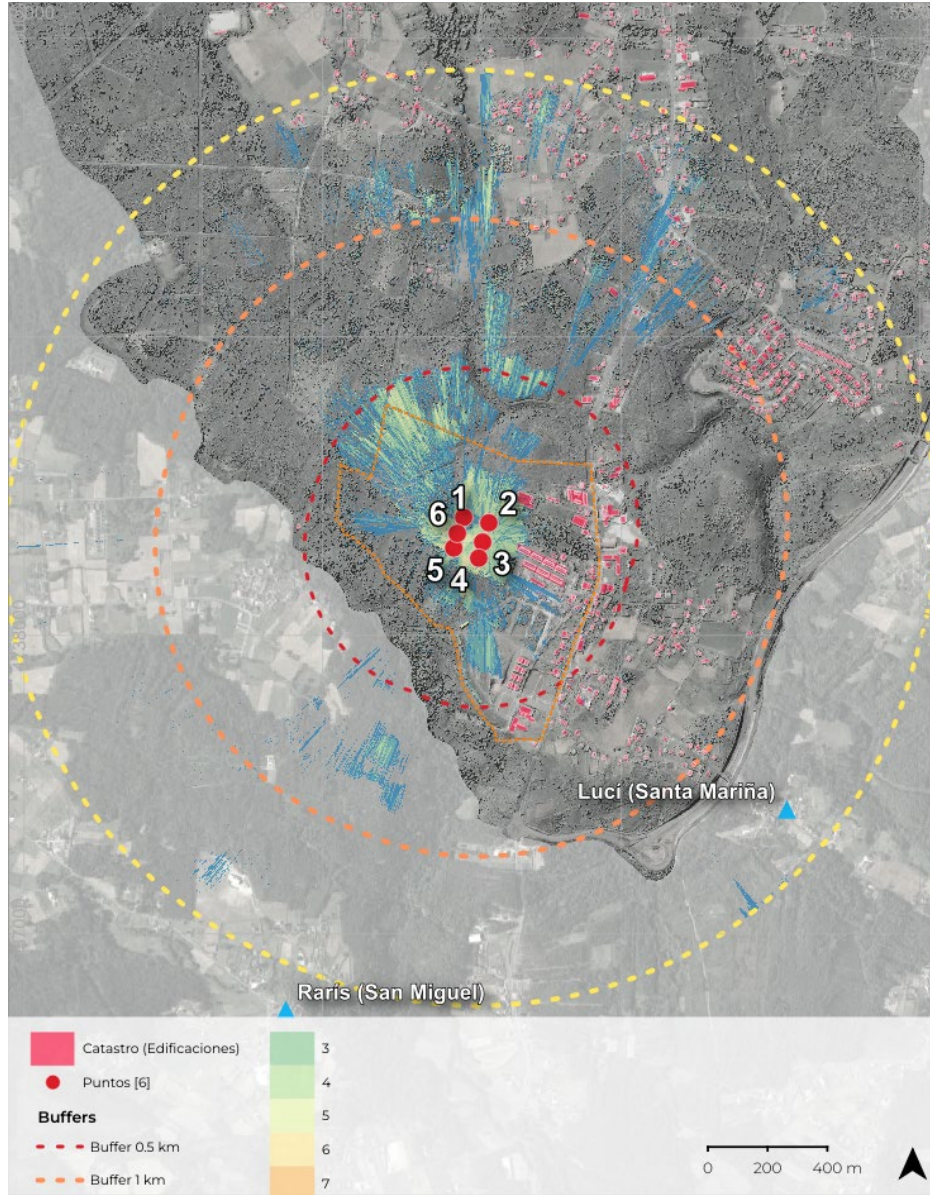 1
2
6
5
4
3
Lucí (Santa Mariña)
Rarís (San Miguel)
Catastro (Edificaciones)
Puntos [6]
Buffers
Buffer 0.5 km
Buffer 1 km
3
4
5
6
7
0 200 400 m